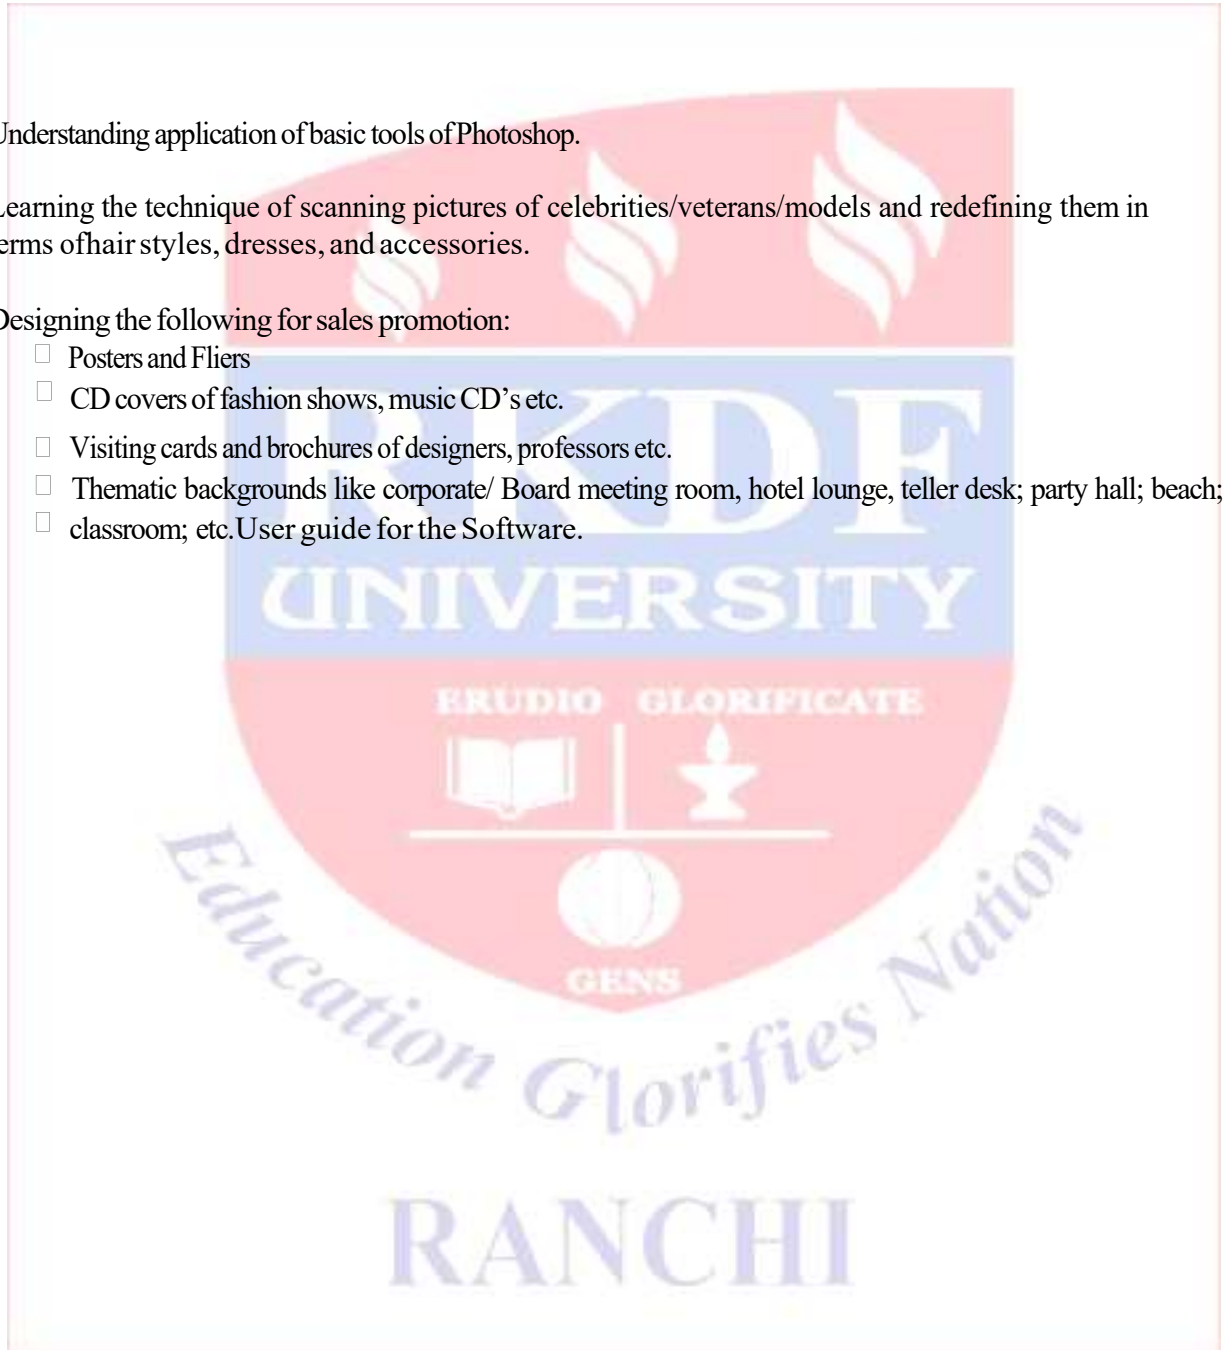 Understanding application of basic tools of Photoshop.
Learning the technique of scanning pictures of celebrities/veterans/models and redefining them in
terms ofhair styles, dresses, and accessories.
Designing the following for sales promotion:
Posters and Fliers
CD covers of fashion shows, music CD’s etc.
Visiting cards and brochures of designers, professors etc.
Thematic backgrounds like corporate/ Board meeting room, hotel lounge, teller desk; party hall; beach;
classroom; etc.User guide for the Software.
RKDF
UNIVERSITY
ERUDIO GLORIFICATE
GENS
Education Glorifies Nation
RANCHI